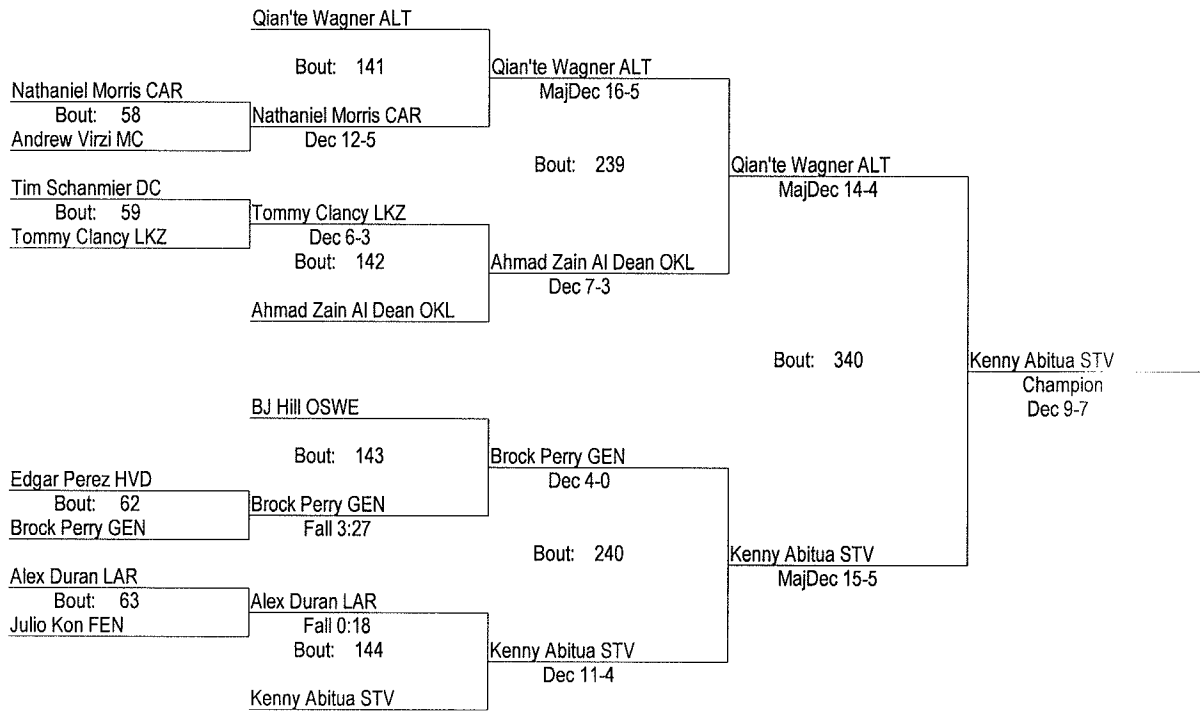 Qian'te Wagner ALT
Bout: 141
Qian'te Wagner ALT
MajDec 16-5
Nathaniel Morris CAR
Bout: 58
Nathaniel Morris CAR
Andrew Virzi MC
Dec 12-5
Bout: 239
Qian'te Wagner ALT
MajDec 14-4
Tim Schanmier DC
Bout: 59
Tommy Clancy LKZ
Tommy Clancy LKZ
Dec 6-3
Bout: 142
Ahmad Zain Al Dean OKL
Dec 7-3
Ahmad Zain Al Dean OKL
Bout: 340
Kenny Abitua STV
Champion
Dec 9-7
BJ Hill OSWE
Bout: 143
Brock Perry GEN
Dec 4-0
Edgar Perez HVD
Bout: 62
Brock Perry GEN
Brock Perry GEN
Fall 3:27
Bout: 240
Kenny Abitua STV
MajDec 15-5
Alex Duran LAR
Bout: 63
Alex Duran LAR
Julio Kon FEN
Fall 0:18
Bout: 144
Kenny Abitua STV
Dec 11-4
Kenny Abitua STV